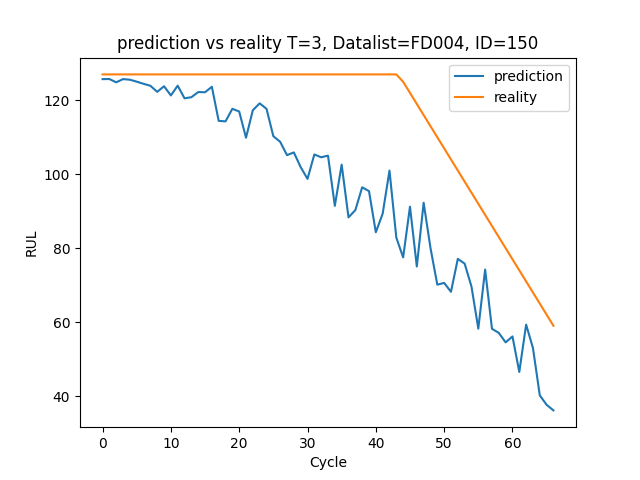 prediction vs reality T=3, Datalist=FD004, ID=150
prediction
reality
120
100
80
60
40
RUL
0 10 20 30 40 50 60
Cycle